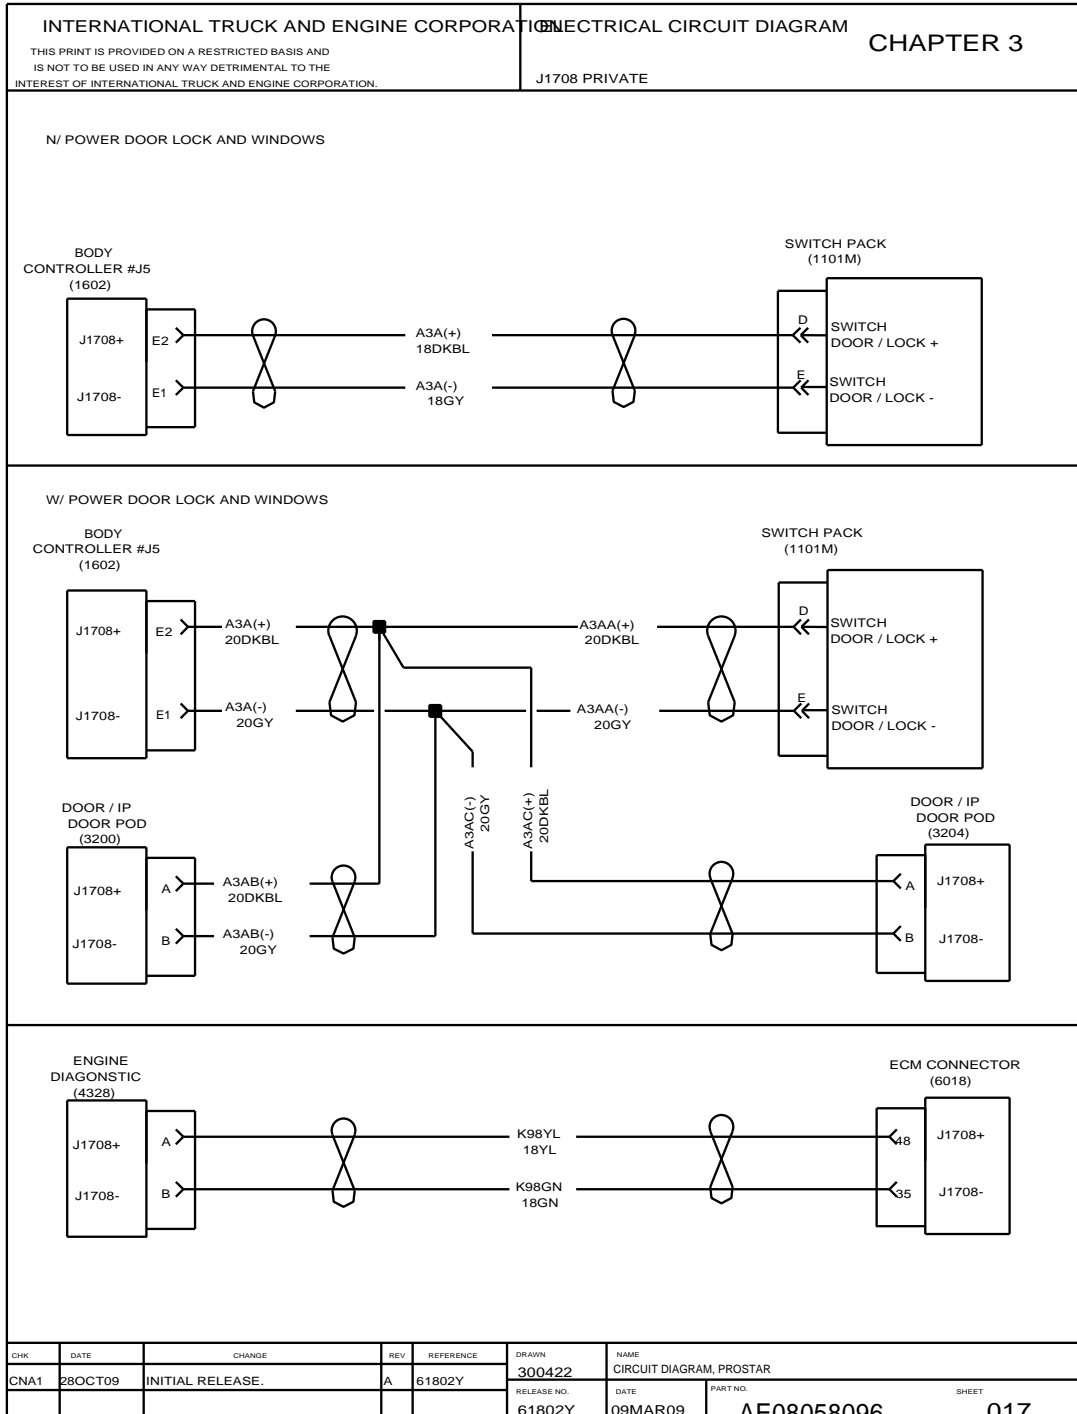 INTERNATIONAL TRUCK AND ENGINE CORPORATION
ELECTRICAL CIRCUIT DIAGRAM
CHAPTER 3
THIS PRINT IS PROVIDED ON A RESTRICTED BASIS AND
IS NOT TO BE USED IN ANY WAY DETRIMENTAL TO THE
INTEREST OF INTERNATIONAL TRUCK AND ENGINE CORPORATION.
J1708 PRIVATE
N/ POWER DOOR LOCK AND WINDOWS
BODY
CONTROLLER #J5
(1602)
J1708+
E2
J1708-
E1
A3A(+)
18DKBL
A3A(-)
18GY
SWITCH PACK
(1101M)
D
SWITCH
DOOR / LOCK +
E
SWITCH
DOOR / LOCK -
W/ POWER DOOR LOCK AND WINDOWS
BODY
CONTROLLER #J5
(1602)
J1708+
E2
J1708-
E1
A3A(+)
20DKBL
A3A(-)
20GY
A3AA(+)
20DKBL
A3AA(-)
20GY
SWITCH PACK
(1101M)
D
SWITCH
DOOR / LOCK +
E
SWITCH
DOOR / LOCK -
A3AC(-)
20GY
A3AC(+)
20DKBL
DOOR / IP
DOOR POD
(3200)
J1708+
A
J1708-
B
A3AB(+)
20DKBL
A3AB(-)
20GY
DOOR / IP
DOOR POD
(3204)
A
J1708+
B
J1708-
ENGINE
DIAGONSTIC
(4328)
J1708+
A
J1708-
B
K98YL
18YL
K98GN
18GN
ECM CONNECTOR
(6018)
48
J1708+
35
J1708-
CHK DATE CHANGE REV REFERENCE
CNA1 28OCT09 INITIAL RELEASE. A 61802Y
DRAWN
300422
NAME
CIRCUIT DIAGRAM, PROSTAR
RELEASE NO.
61802Y
DATE
09MAR09
PART NO.
AE08058096
SHEET
017